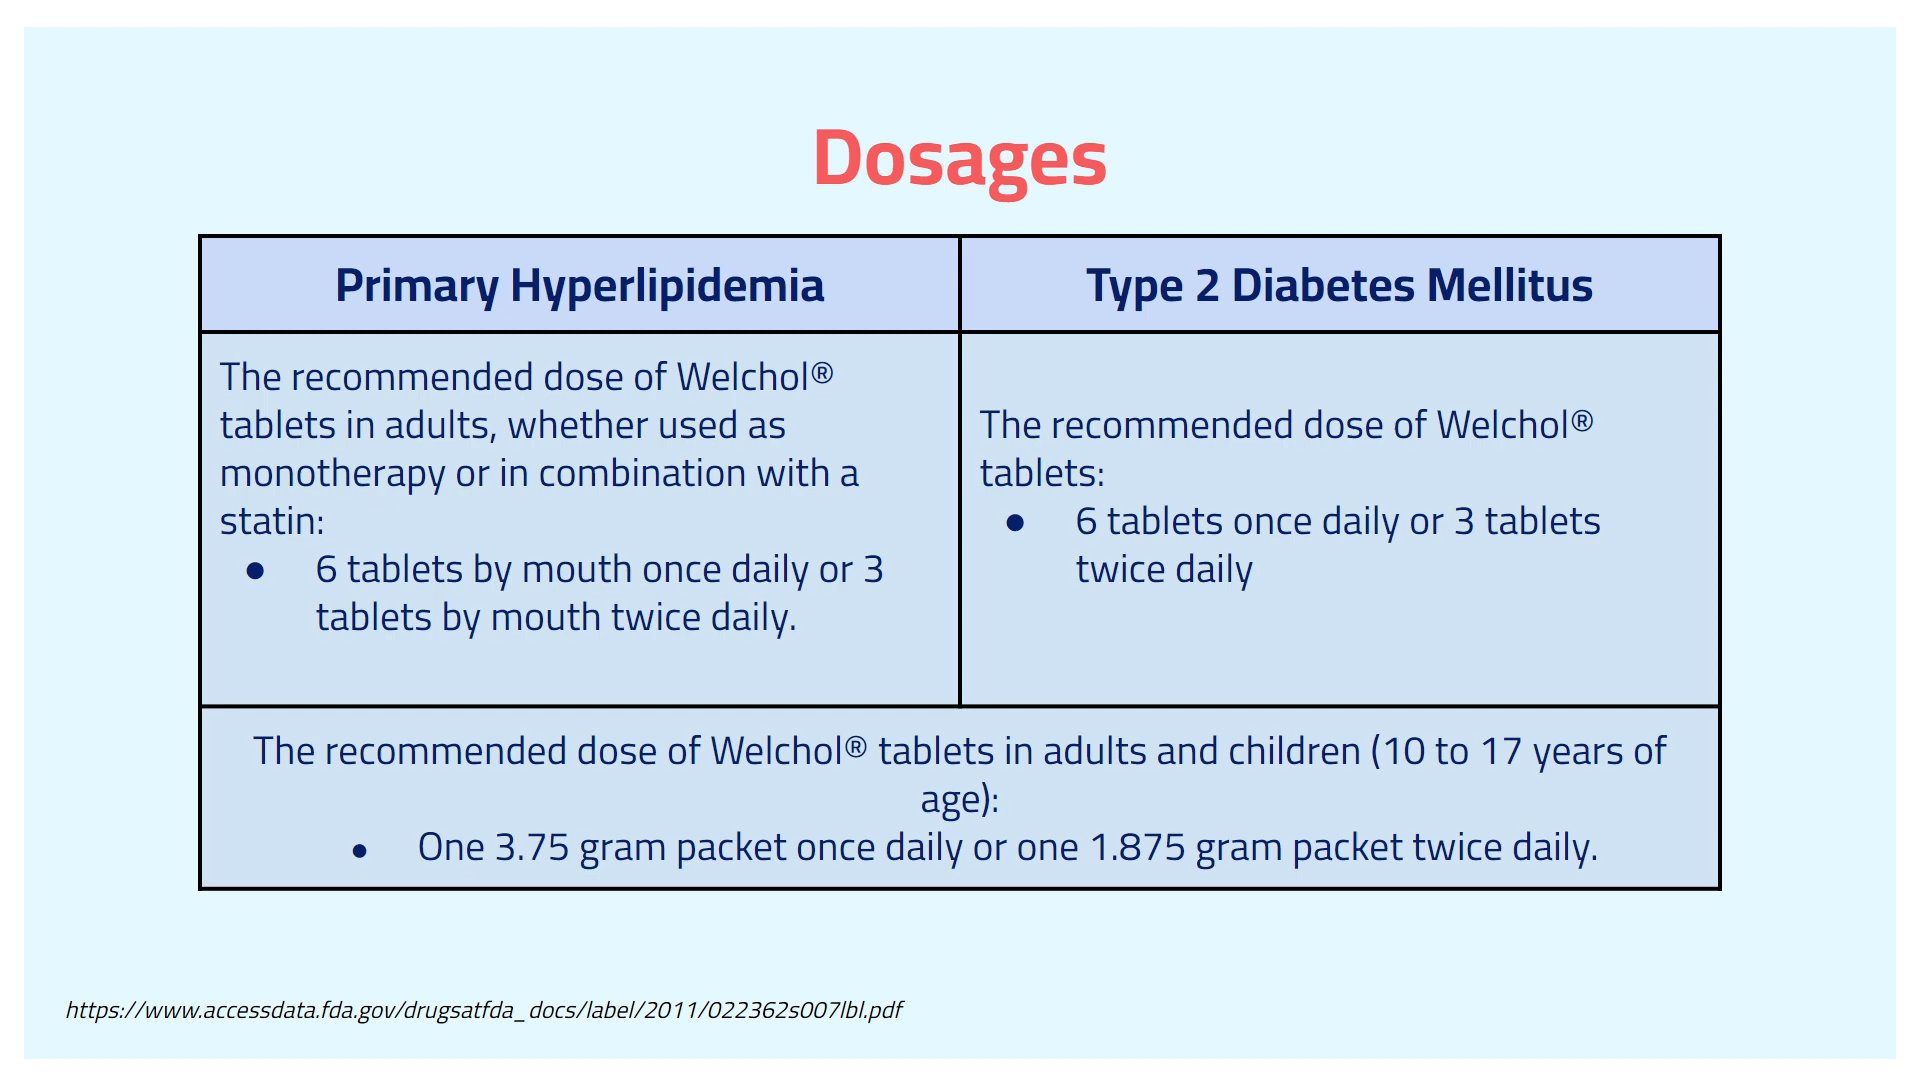 Dosages
Primary Hyperlipidemia
Type 2 Diabetes Mellitus
The recommended dose of Welchol®
tablets in adults, whether used as
monotherapy or in combination with a
statin:
● 6 tablets by mouth once daily or 3
tablets by mouth twice daily.
The recommended dose of Welchol®
tablets:
● 6 tablets once daily or 3 tablets
twice daily
The recommended dose of Welchol® tablets in adults and children (10 to 17 years of
age):
● One 3.75 gram packet once daily or one 1.875 gram packet twice daily.
https://www.accessdata.fda.gov/drugsatfda_docs/label/2011/022362s007lbl.pdf